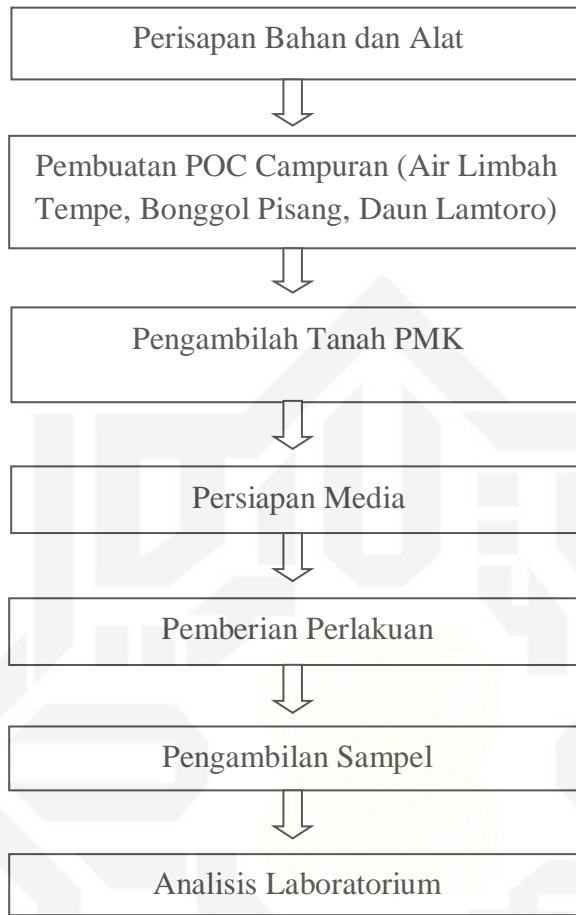 Perisapan Bahan dan Alat
Pembuatan POC Campuran (Air Limbah
Tempe, Bonggol Pisang, Daun Lamtoro)
Pengambilah Tanah PMK
Persiapan Media
Pemberian Perlakuan
Pengambilan Sampel
Analisis Laboratorium